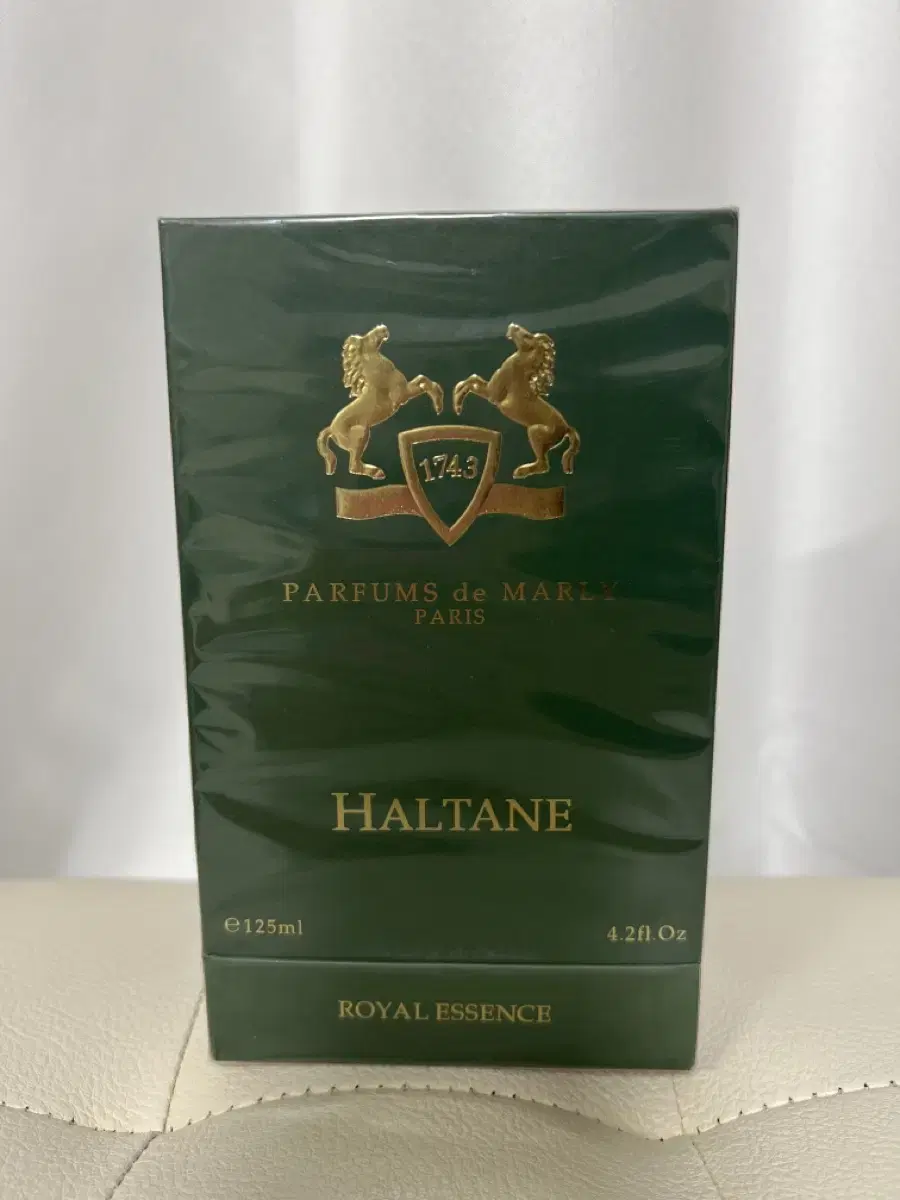 1743
PARFUMS de MARLY
PARIS
HALTANE
℮125ml
4.2fl.Oz
ROYAL ESSENCE